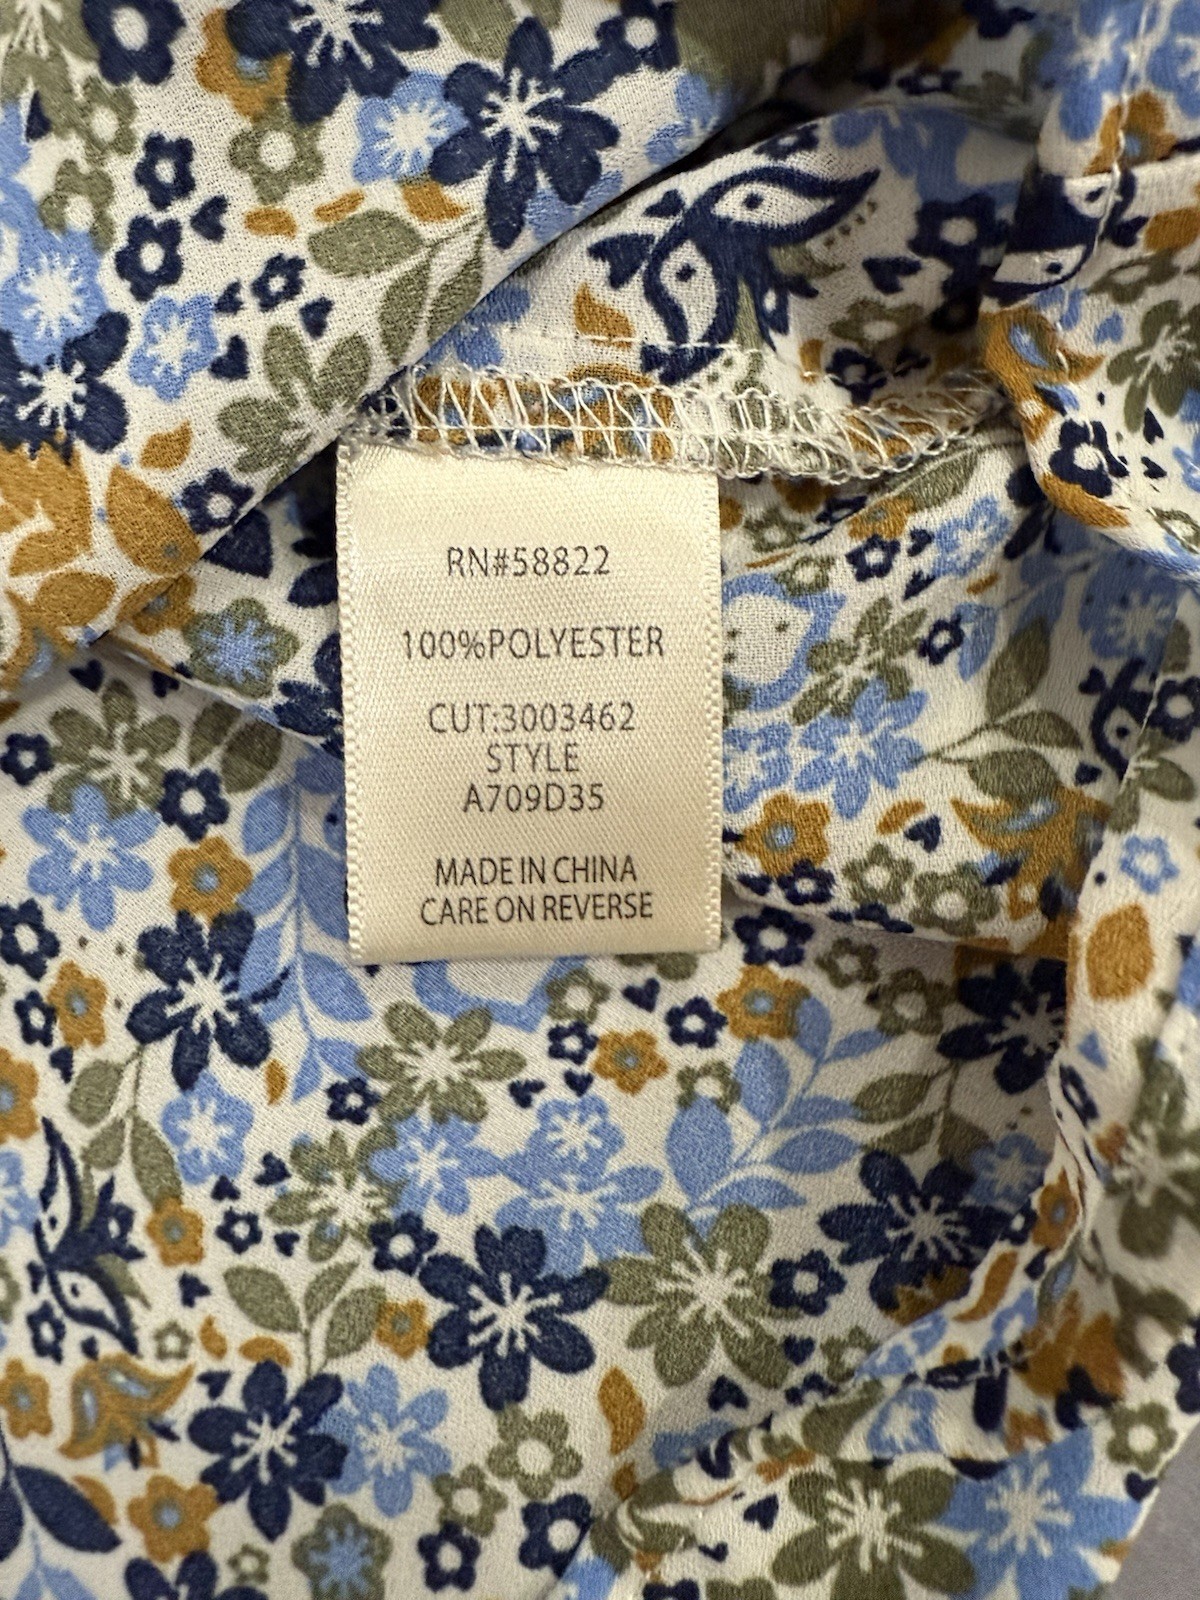 RN#58822
100%POLYESTER
CUT:3003462
STYLE
A709D35
MADE IN CHINA
CARE ON REVERSE